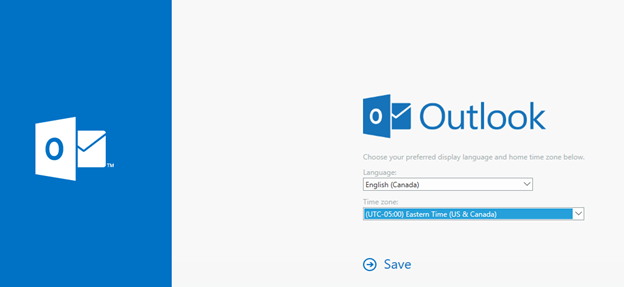 O
TM
O
Outlook
Choose your preferred display language and home time zone below.
Language:
English (Canada)
Time zone:
(UTC-05:00) Eastern Time (US & Canada)
Save